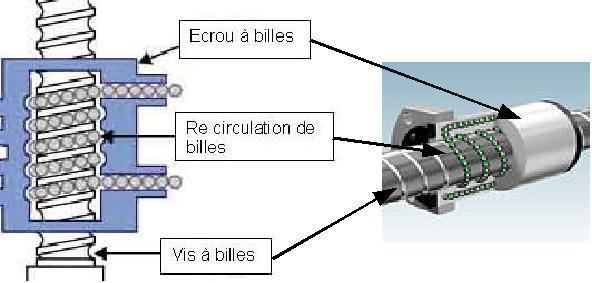 Ecrou à billes
Re circulation de
billes
Vis à billes